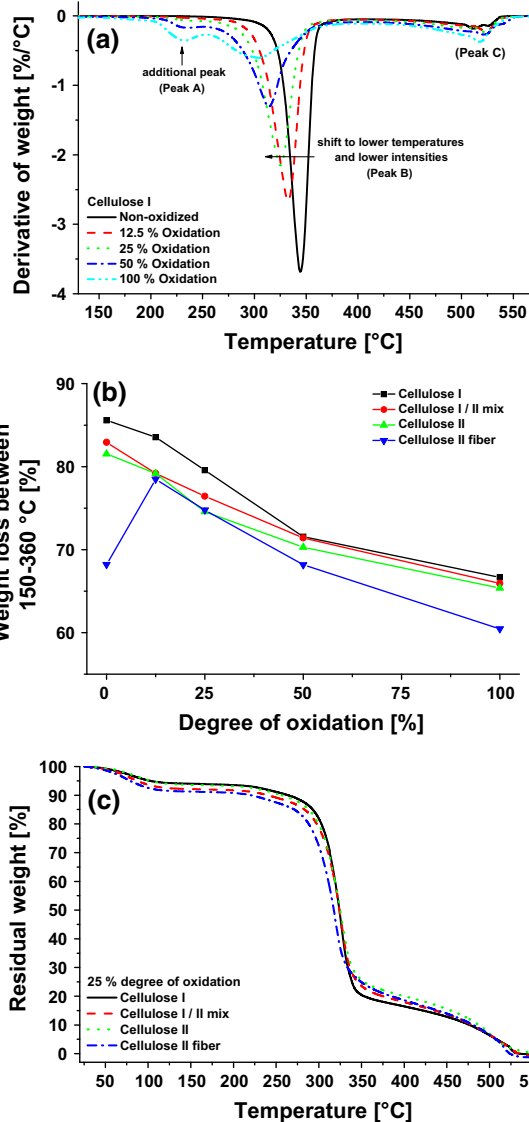 (a)
(Peak C)
additional peak
(Peak A)
shift to lower temperatures
and lower intensities
(Peak B)
Cellulose I
Non-oxidized
12.5 % Oxidation
25 % Oxidation
50 % Oxidation
100 % Oxidation
0
-1
-2
-3
-4
Derivative of weight [%/°C]
150 200 250 300 350 400 450 500 550
Temperature [°C]
(b)
Cellulose I
Cellulose I / II mix
Cellulose II
Cellulose II fiber
90
80
70
60
Weight loss between
150-360 °C [%]
0 25 50 75 100
Degree of oxidation [%]
(c)
25 % degree of oxidation
Cellulose I
Cellulose I / II mix
Cellulose II
Cellulose II fiber
100
90
80
70
60
50
40
30
20
10
0
Residual weight [%]
50 100 150 200 250 300 350 400 450 500
Temperature [°C]